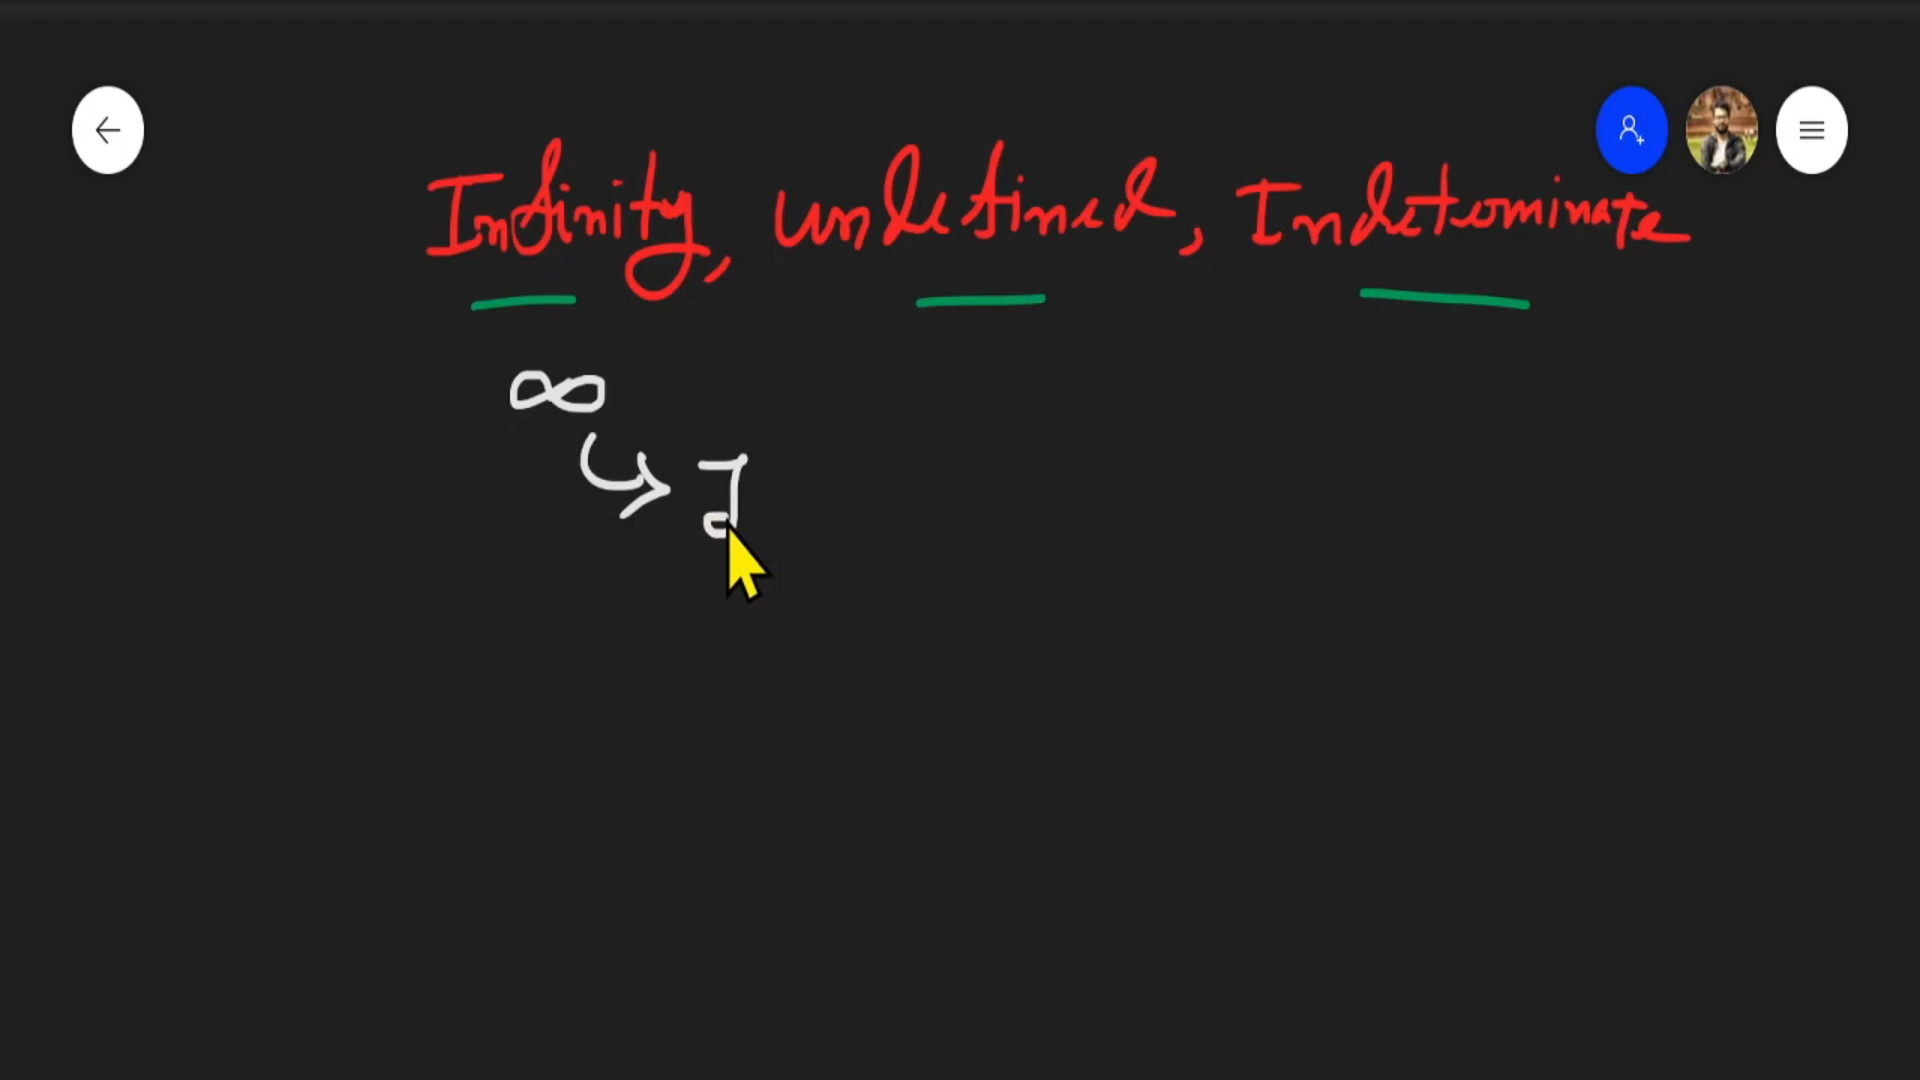 Infinity, undefined, Indeterminate
∞